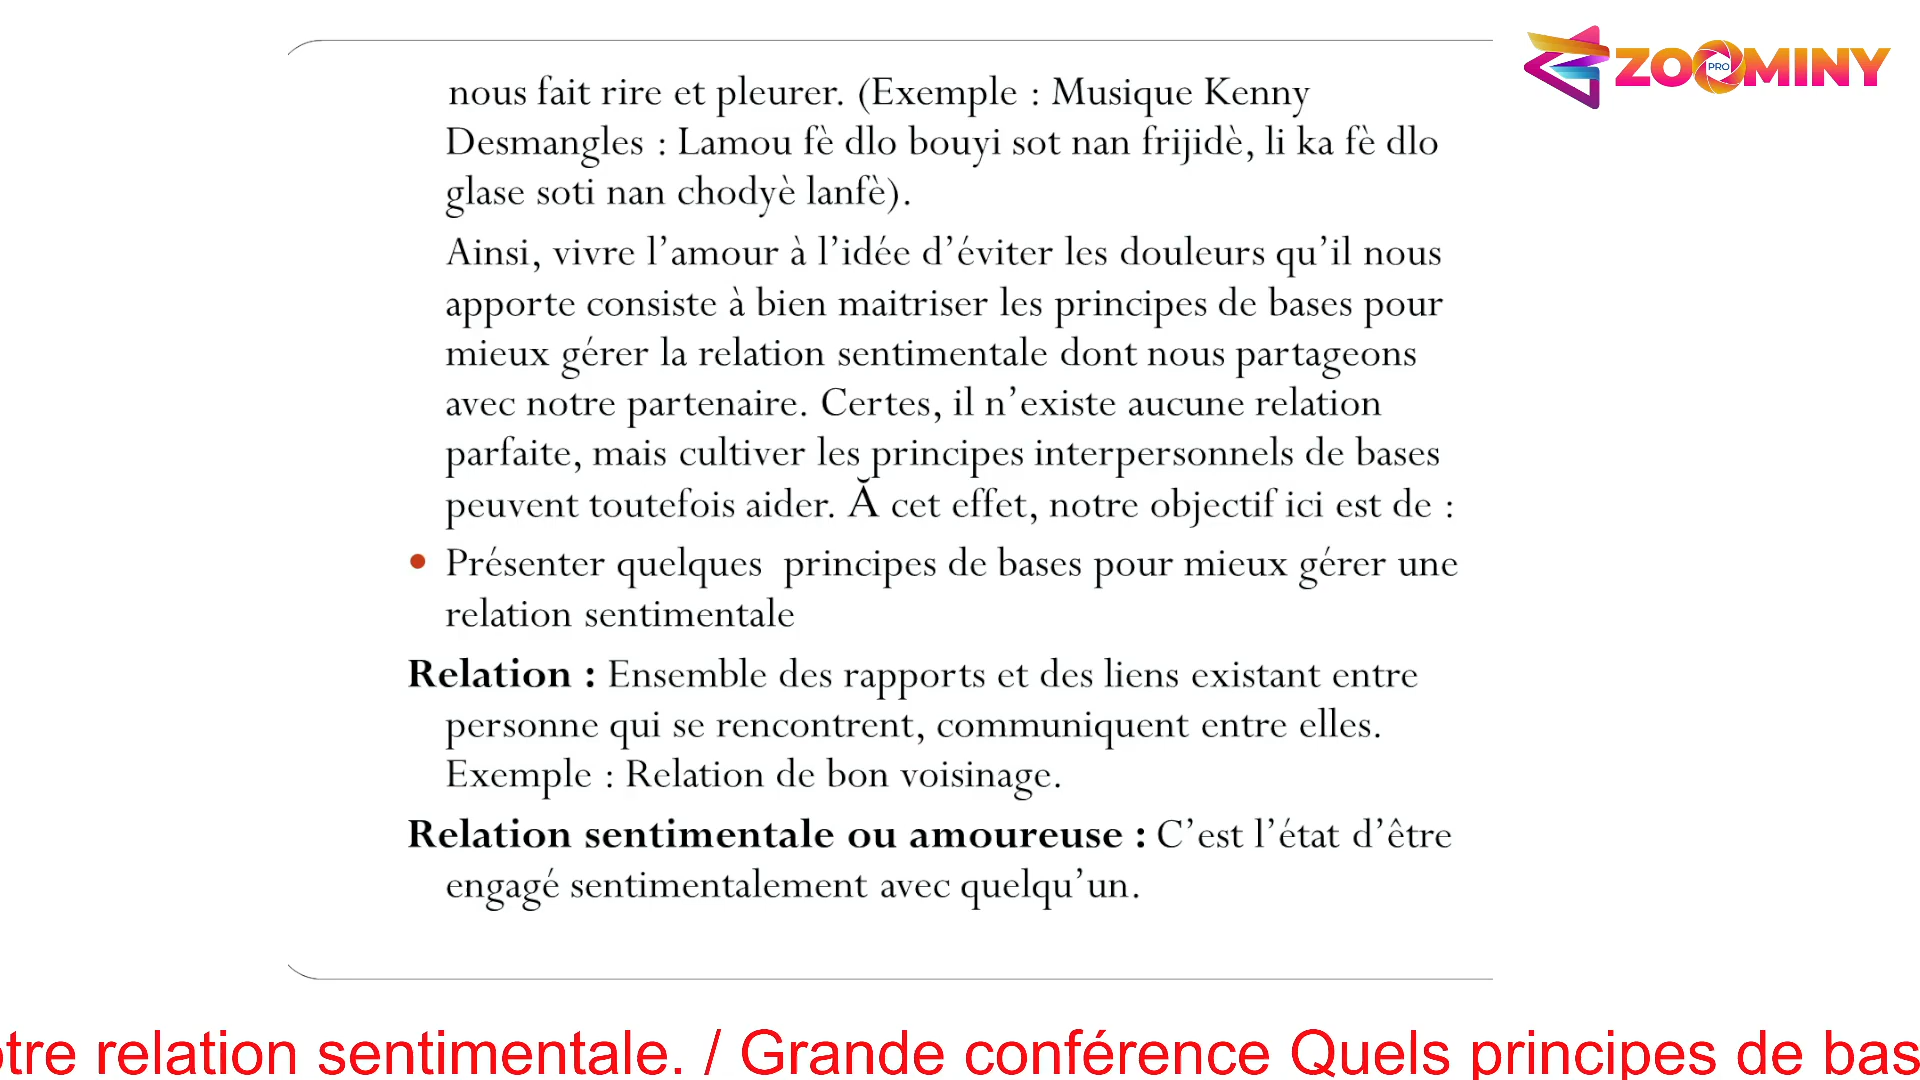 nous fait rire et pleurer. (Exemple : Musique Kenny
Desmangles : Lamou fè dlo bouyi sot nan frijidè, li ka fè dlo
glase soti nan chodyè lanfè).
Ainsi, vivre l’amour à l’idée d’éviter les douleurs qu’il nous
apporte consiste à bien maitriser les principes de bases pour
mieux gérer la relation sentimentale dont nous partageons
avec notre partenaire. Certes, il n’existe aucune relation
parfaite, mais cultiver les principes interpersonnels de bases
peuvent toutefois aider. Ă cet effet, notre objectif ici est de :
• Présenter quelques  principes de bases pour mieux gérer une
relation sentimentale
Relation : Ensemble des rapports et des liens existant entre
personne qui se rencontrent, communiquent entre elles.
Exemple : Relation de bon voisinage.
Relation sentimentale ou amoureuse : C’est l’état d’être
engagé sentimentalement avec quelqu’un.
ZOOMINY
PRO
otre relation sentimentale. / Grande conférence Quels principes de bas